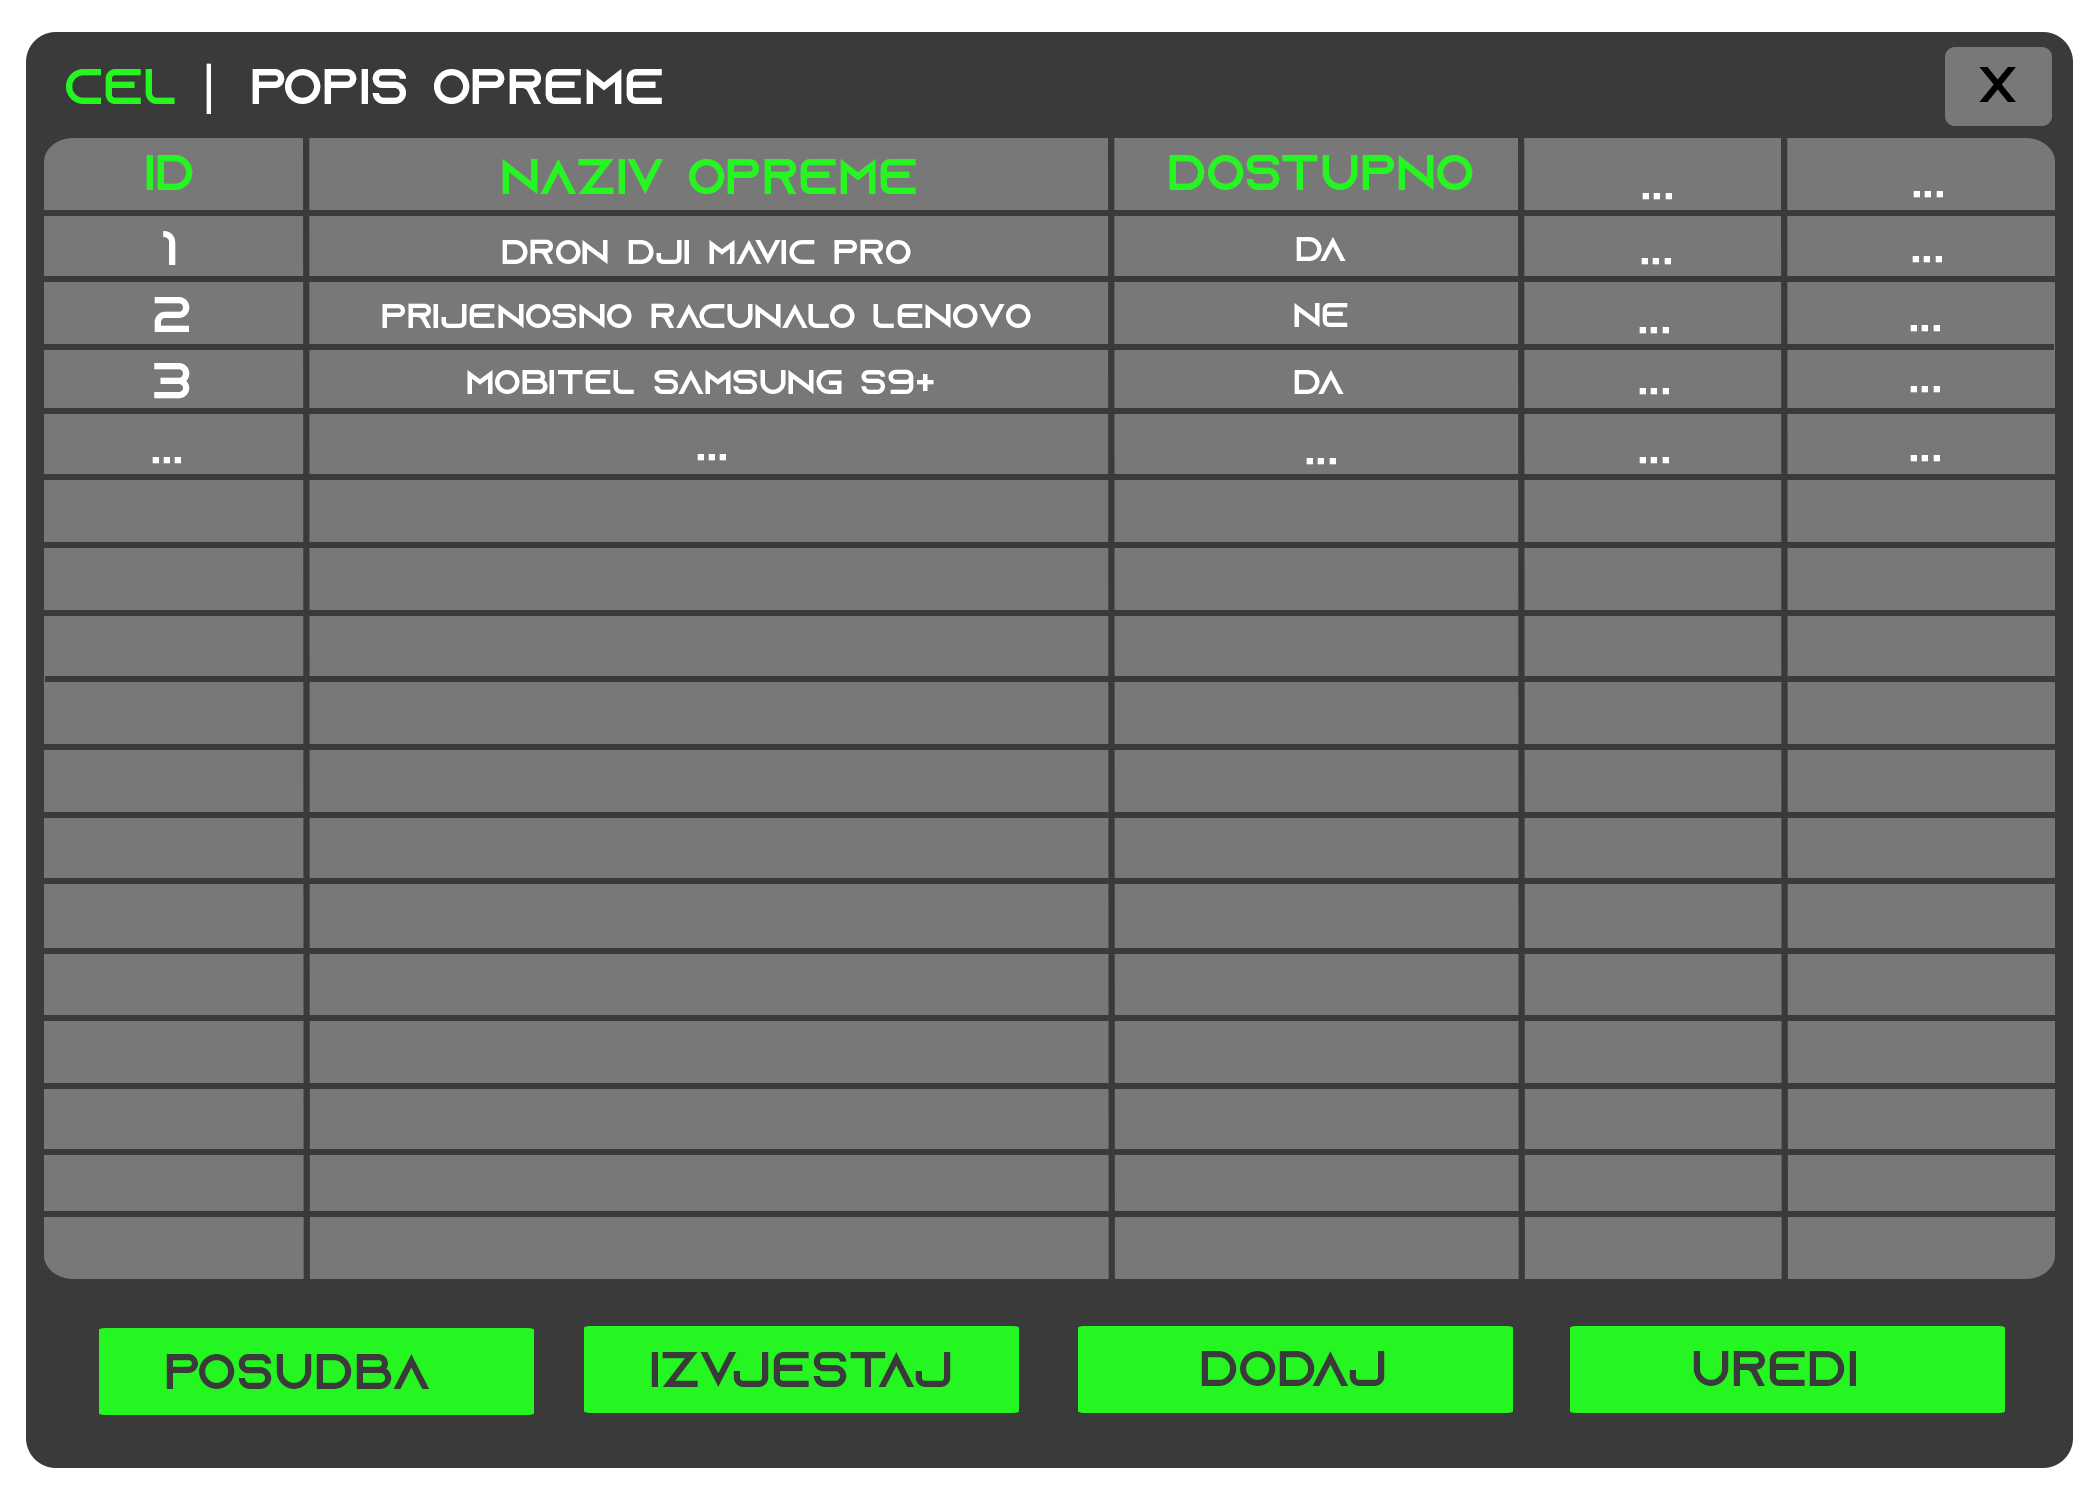 CEL | POPIS OPREME X
ID NAZIV OPREME DOSTUPNO ... ...
1 DRON DJI MAVIC PRO DA ... ...
2 PRIJENOSNO RACUNALO LENOVO NE ... ...
3 MOBITEL SAMSUNG S9+ DA ... ...
... ... ... ... ...
POSUDBA IZVJESTAJ DODAJ UREDI